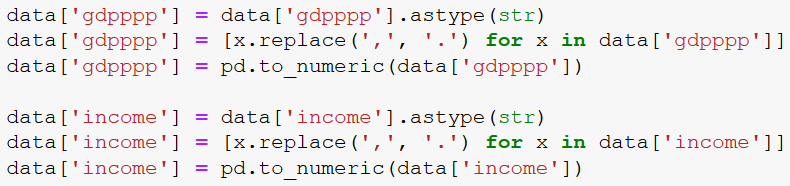 data['gdpppp'] = data['gdpppp'].astype(str)
data['gdpppp'] = [x.replace(',', '.') for x in data['gdpppp']]
data['gdpppp'] = pd.to_numeric(data['gdpppp'])
data['income'] = data['income'].astype(str)
data['income'] = [x.replace(',', '.') for x in data['income']]
data['income'] = pd.to_numeric(data['income'])